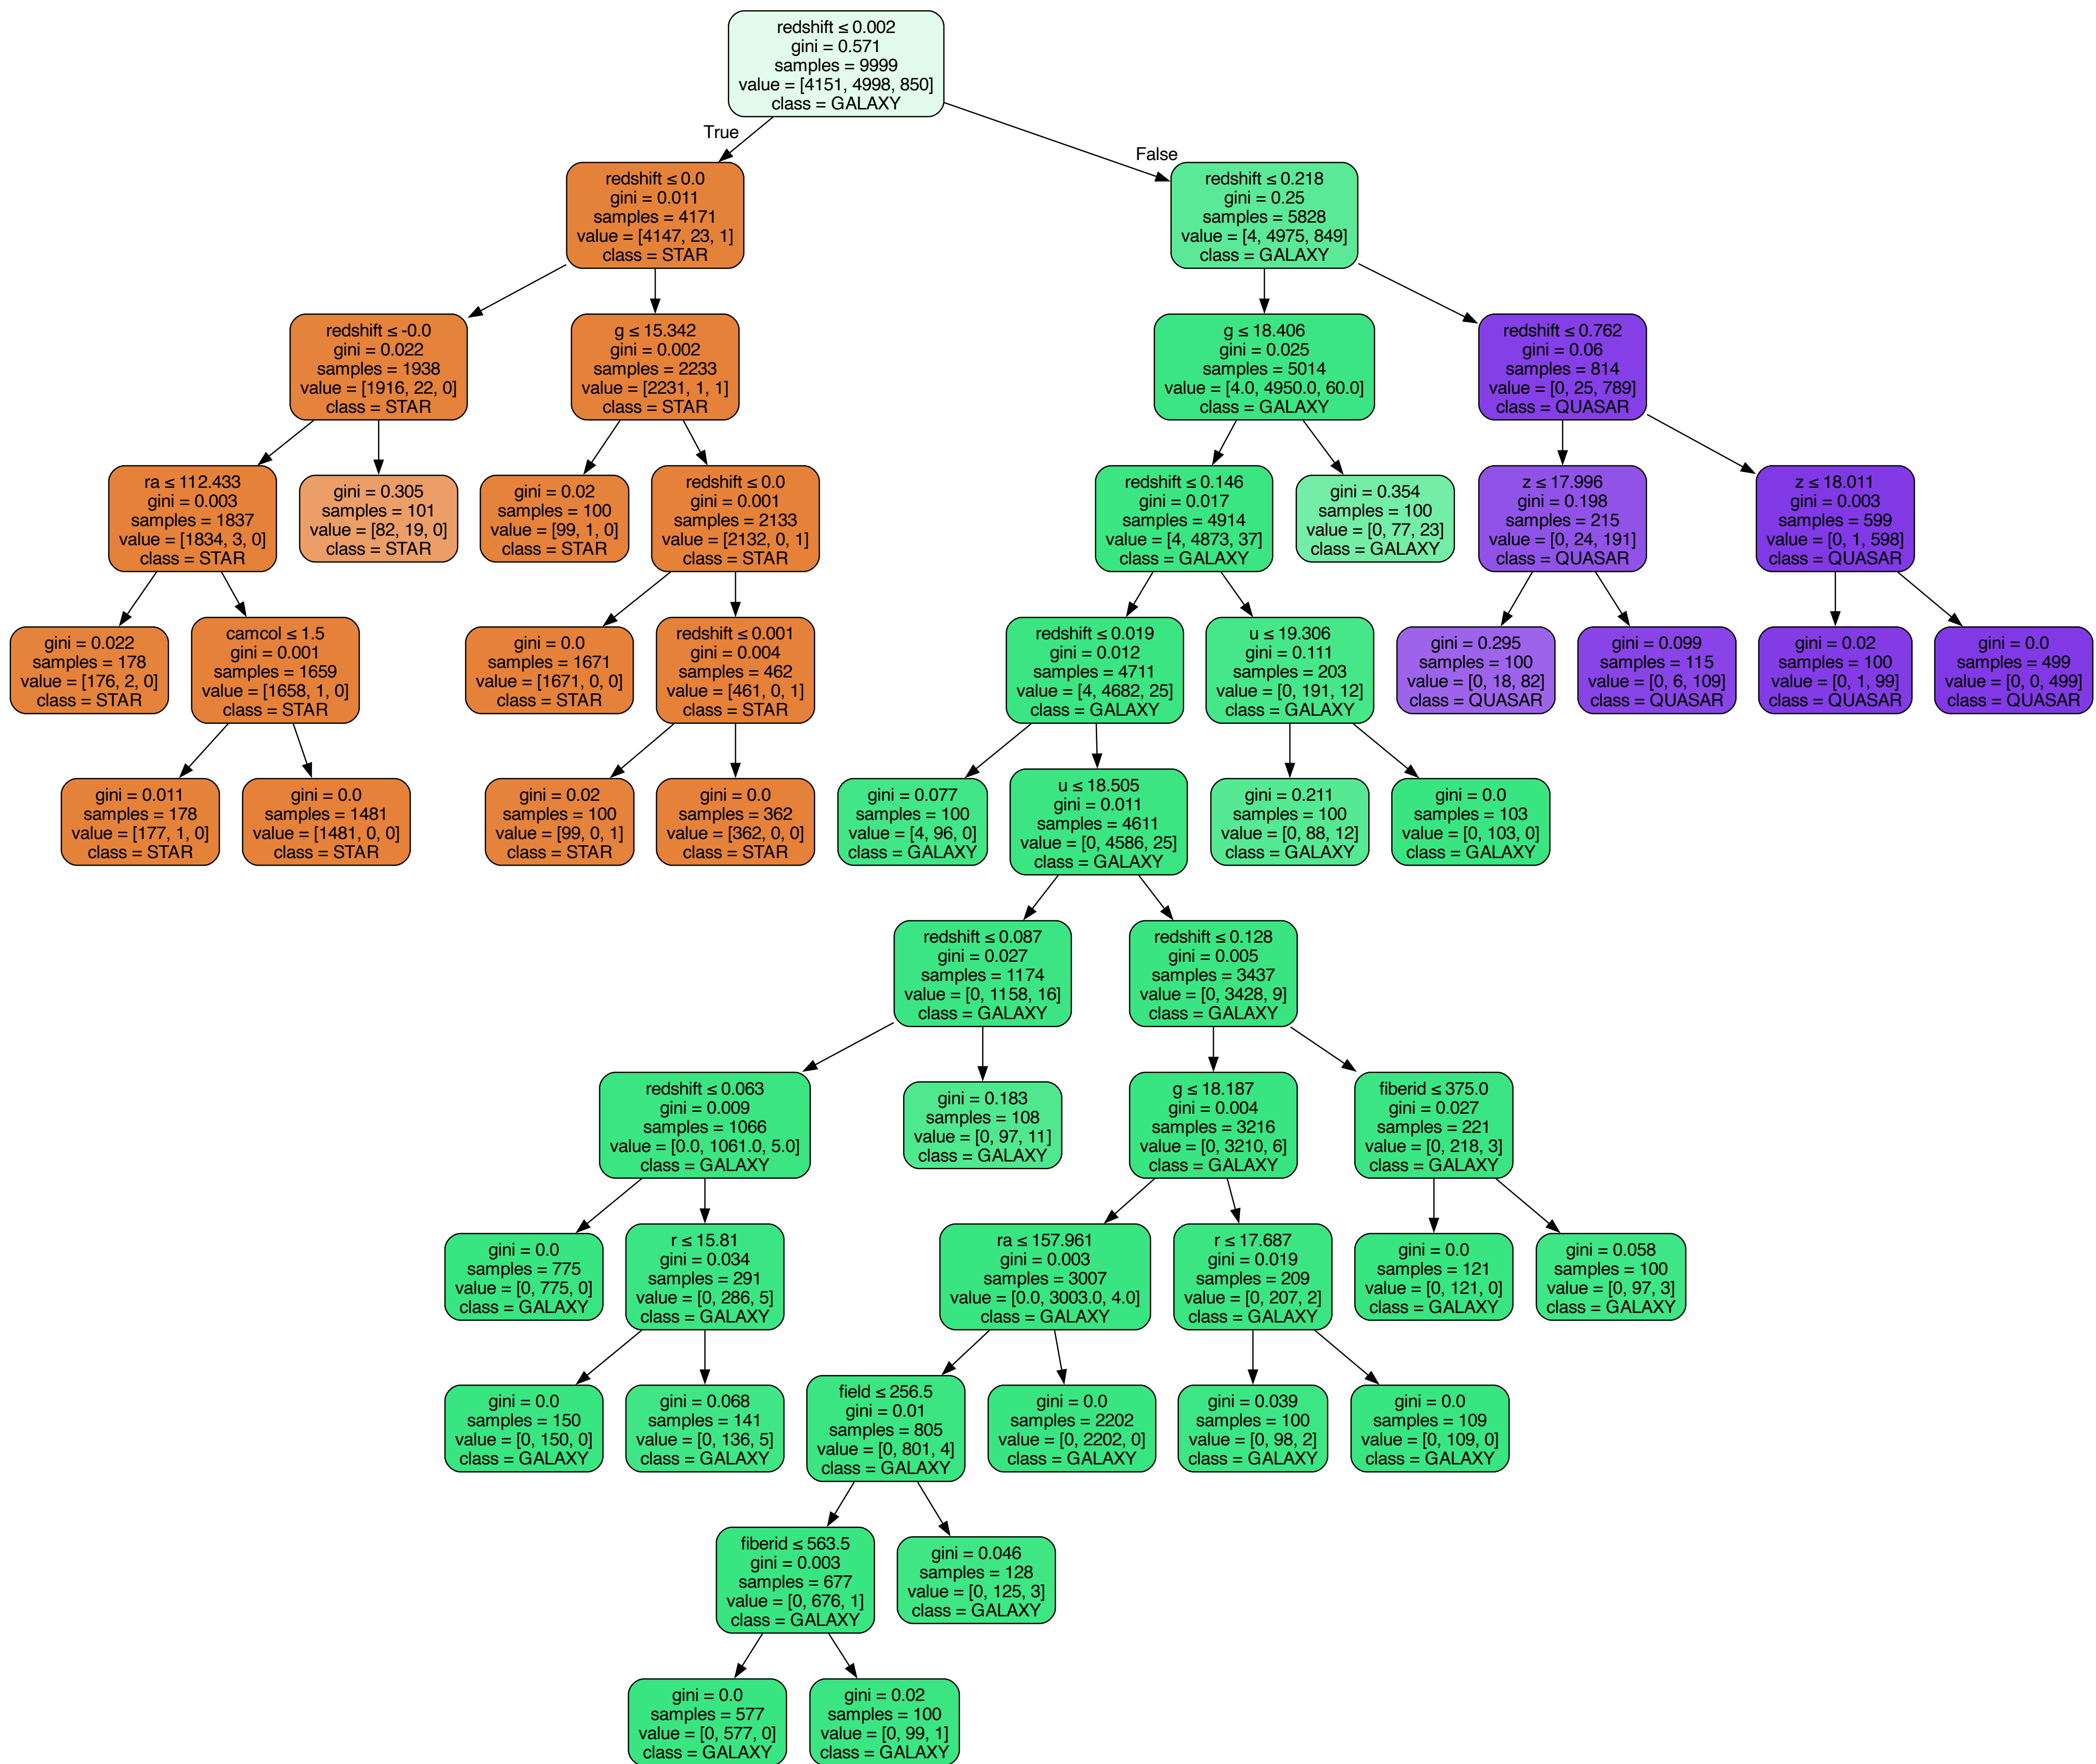 redshift ≤ 0.002
gini = 0.571
samples = 9999
value = [4151, 4998, 850]
class = GALAXY
True
False
redshift ≤ 0.0
gini = 0.011
samples = 4171
value = [4147, 23, 1]
class = STAR
redshift ≤ 0.218
gini = 0.25
samples = 5828
value = [4, 4975, 849]
class = GALAXY
redshift ≤ -0.0
gini = 0.022
samples = 1938
value = [1916, 22, 0]
class = STAR
g ≤ 15.342
gini = 0.002
samples = 2233
value = [2231, 1, 1]
class = STAR
g ≤ 18.406
gini = 0.025
samples = 5014
value = [4.0, 4950.0, 60.0]
class = GALAXY
redshift ≤ 0.762
gini = 0.06
samples = 814
value = [0, 25, 789]
class = QUASAR
ra ≤ 112.433
gini = 0.003
samples = 1837
value = [1834, 3, 0]
class = STAR
gini = 0.305
samples = 101
value = [82, 19, 0]
class = STAR
gini = 0.02
samples = 100
value = [99, 1, 0]
class = STAR
redshift ≤ 0.0
gini = 0.001
samples = 2133
value = [2132, 0, 1]
class = STAR
redshift ≤ 0.146
gini = 0.017
samples = 4914
value = [4, 4873, 37]
class = GALAXY
gini = 0.354
samples = 100
value = [0, 77, 23]
class = GALAXY
z ≤ 17.996
gini = 0.198
samples = 215
value = [0, 24, 191]
class = QUASAR
z ≤ 18.011
gini = 0.003
samples = 599
value = [0, 1, 598]
class = QUASAR
gini = 0.022
samples = 178
value = [176, 2, 0]
class = STAR
camcol ≤ 1.5
gini = 0.001
samples = 1659
value = [1658, 1, 0]
class = STAR
gini = 0.0
samples = 1671
value = [1671, 0, 0]
class = STAR
redshift ≤ 0.001
gini = 0.004
samples = 462
value = [461, 0, 1]
class = STAR
redshift ≤ 0.019
gini = 0.012
samples = 4711
value = [4, 4682, 25]
class = GALAXY
u ≤ 19.306
gini = 0.111
samples = 203
value = [0, 191, 12]
class = GALAXY
gini = 0.295
samples = 100
value = [0, 18, 82]
class = QUASAR
gini = 0.099
samples = 115
value = [0, 6, 109]
class = QUASAR
gini = 0.02
samples = 100
value = [0, 1, 99]
class = QUASAR
gini = 0.0
samples = 499
value = [0, 0, 499]
class = QUASAR
gini = 0.011
samples = 178
value = [177, 1, 0]
class = STAR
gini = 0.0
samples = 1481
value = [1481, 0, 0]
class = STAR
gini = 0.02
samples = 100
value = [99, 0, 1]
class = STAR
gini = 0.0
samples = 362
value = [362, 0, 0]
class = STAR
gini = 0.077
samples = 100
value = [4, 96, 0]
class = GALAXY
u ≤ 18.505
gini = 0.011
samples = 4611
value = [0, 4586, 25]
class = GALAXY
gini = 0.211
samples = 100
value = [0, 88, 12]
class = GALAXY
gini = 0.0
samples = 103
value = [0, 103, 0]
class = GALAXY
redshift ≤ 0.087
gini = 0.027
samples = 1174
value = [0, 1158, 16]
class = GALAXY
redshift ≤ 0.128
gini = 0.005
samples = 3437
value = [0, 3428, 9]
class = GALAXY
redshift ≤ 0.063
gini = 0.009
samples = 1066
value = [0.0, 1061.0, 5.0]
class = GALAXY
gini = 0.183
samples = 108
value = [0, 97, 11]
class = GALAXY
g ≤ 18.187
gini = 0.004
samples = 3216
value = [0, 3210, 6]
class = GALAXY
fiberid ≤ 375.0
gini = 0.027
samples = 221
value = [0, 218, 3]
class = GALAXY
gini = 0.0
samples = 775
value = [0, 775, 0]
class = GALAXY
r ≤ 15.81
gini = 0.034
samples = 291
value = [0, 286, 5]
class = GALAXY
ra ≤ 157.961
gini = 0.003
samples = 3007
value = [0.0, 3003.0, 4.0]
class = GALAXY
r ≤ 17.687
gini = 0.019
samples = 209
value = [0, 207, 2]
class = GALAXY
gini = 0.0
samples = 121
value = [0, 121, 0]
class = GALAXY
gini = 0.058
samples = 100
value = [0, 97, 3]
class = GALAXY
gini = 0.0
samples = 150
value = [0, 150, 0]
class = GALAXY
gini = 0.068
samples = 141
value = [0, 136, 5]
class = GALAXY
field ≤ 256.5
gini = 0.01
samples = 805
value = [0, 801, 4]
class = GALAXY
gini = 0.0
samples = 2202
value = [0, 2202, 0]
class = GALAXY
gini = 0.039
samples = 100
value = [0, 98, 2]
class = GALAXY
gini = 0.0
samples = 109
value = [0, 109, 0]
class = GALAXY
fiberid ≤ 563.5
gini = 0.003
samples = 677
value = [0, 676, 1]
class = GALAXY
gini = 0.046
samples = 128
value = [0, 125, 3]
class = GALAXY
gini = 0.0
samples = 577
value = [0, 577, 0]
class = GALAXY
gini = 0.02
samples = 100
value = [0, 99, 1]
class = GALAXY